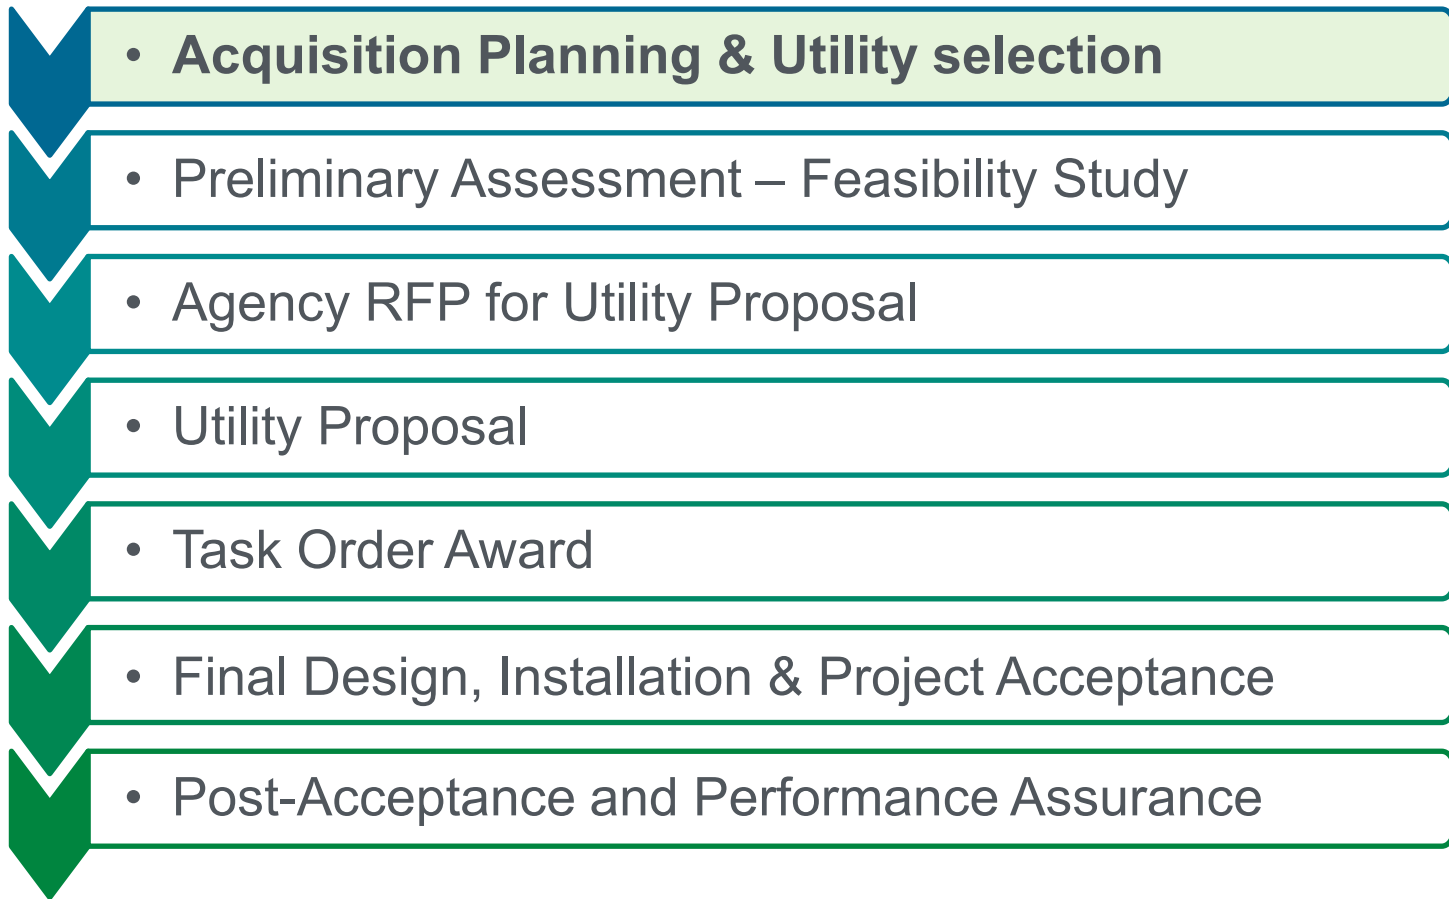 • Acquisition Planning & Utility selection
• Preliminary Assessment – Feasibility Study
• Agency RFP for Utility Proposal
• Utility Proposal
• Task Order Award
• Final Design, Installation & Project Acceptance
• Post-Acceptance and Performance Assurance